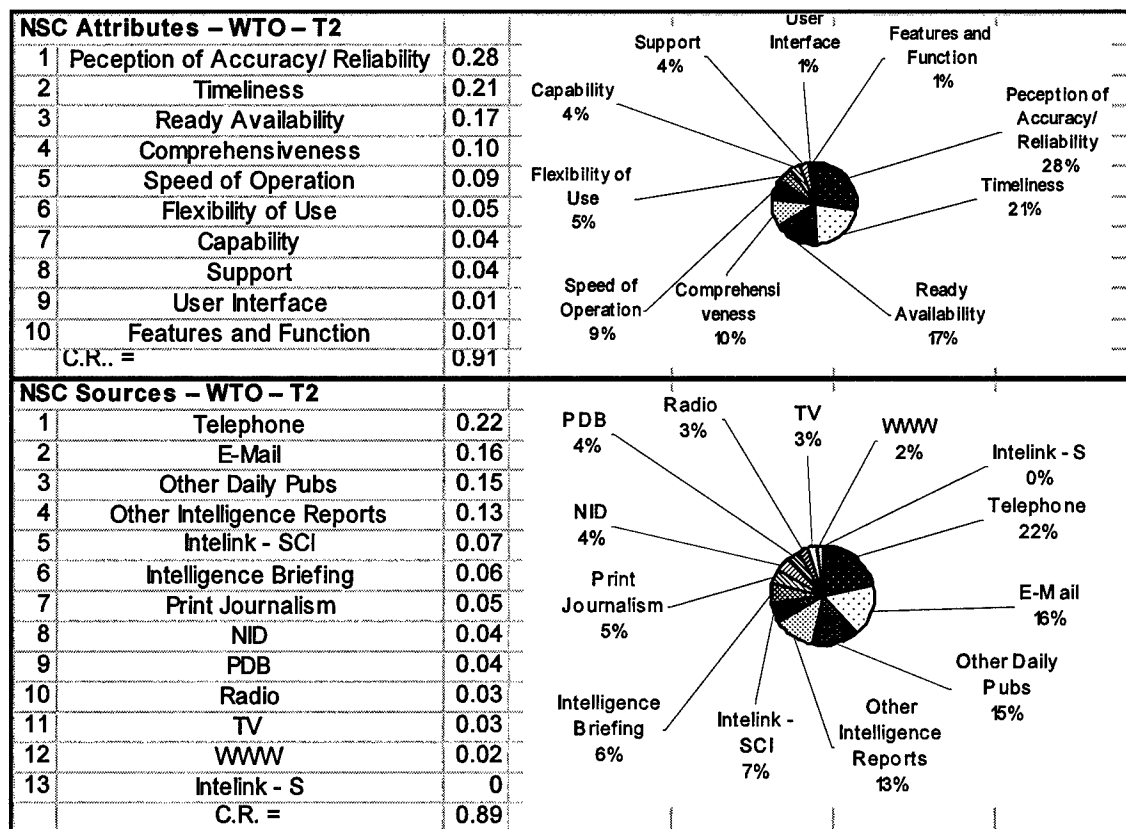 NSC Attributes – WTO – T2
1 Peception of Accuracy/ Reliability 0.28
2 Timeliness 0.21
3 Ready Availability 0.17
4 Comprehensiveness 0.10
5 Speed of Operation 0.09
6 Flexibility of Use 0.05
7 Capability 0.04
8 Support 0.04
9 User Interface 0.01
10 Features and Function 0.01
C.R.. = 0.91
User
Interface
1%
Features and
Function
1%
Peception of
Accuracy/
Reliability
28%
Timeliness
21%
Ready
Availability
17%
Comprehensi
veness
10%
Speed of
Operation
9%
Flexibility of
Use
5%
Capability
4%
Support
4%
NSC Sources – WTO – T2
1 Telephone 0.22
2 E-Mail 0.16
3 Other Daily Pubs 0.15
4 Other Intelligence Reports 0.13
5 Intelink - SCI 0.07
6 Intelligence Briefing 0.06
7 Print Journalism 0.05
8 NID 0.04
9 PDB 0.04
10 Radio 0.03
11 TV 0.03
12 WWW 0.02
13 Intelink - S 0
C.R. = 0.89
PDB
4%
Radio
3%
TV
3%
WWW
2%
Intelink - S
0%
Telephone
22%
E-Mail
16%
Other Daily
Pubs
15%
Other
Intelligence
Reports
13%
Intelink -
SCI
7%
Intelligence
Briefing
6%
Print
Journalism
5%
NID
4%